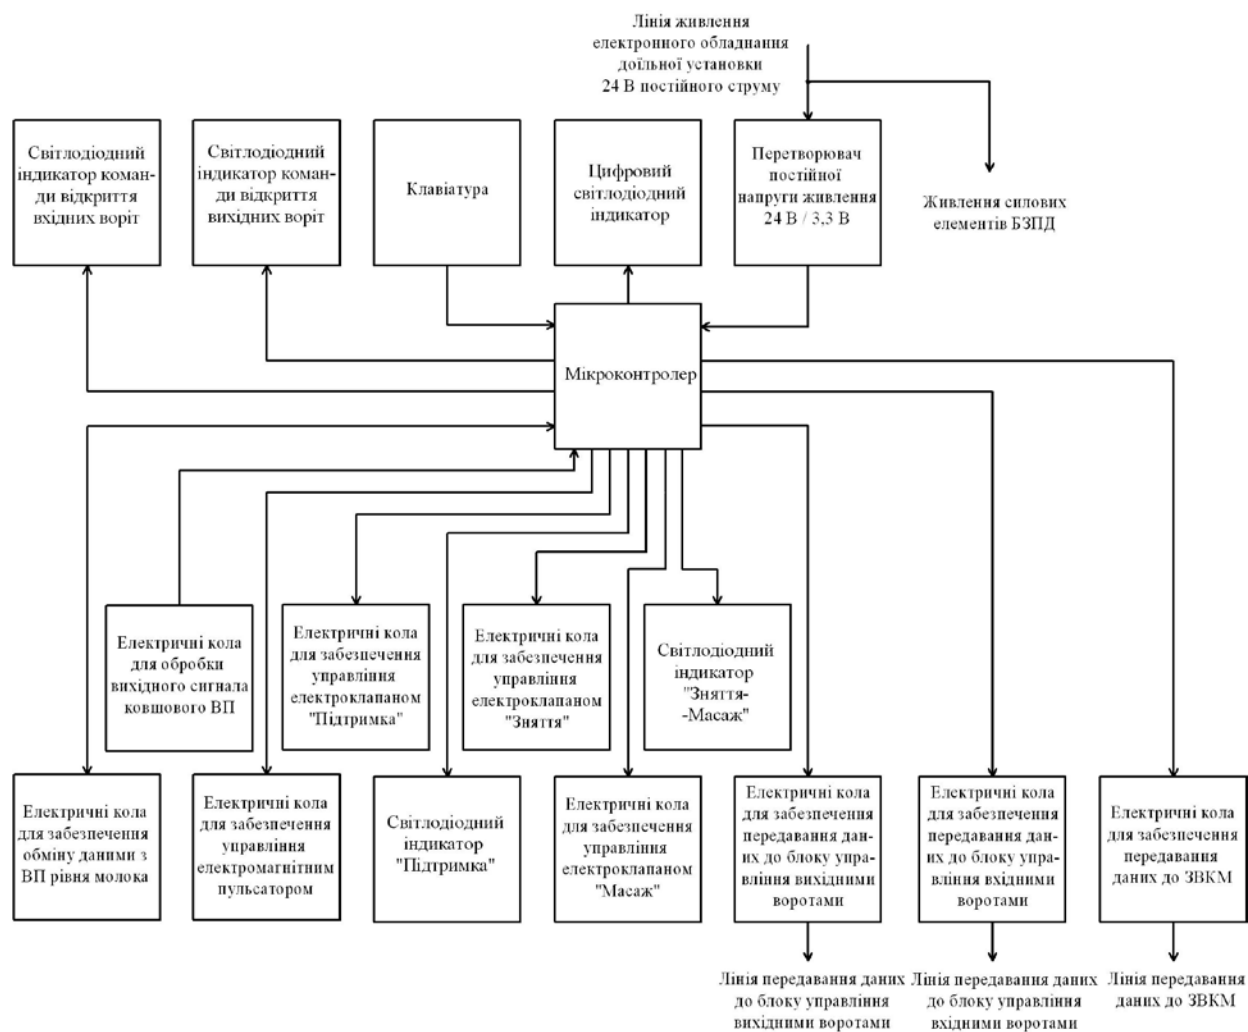 Лінія живлення
електронного обладнання
доїльної установки
24 В постійного струму
Світлодіодний
індикатор коман-
ди відкриття
вхідних воріт
Світлодіодний
індикатор коман-
ди відкриття
вихідних воріт
Клавіатура
Цифровий
світлодіодний
індикатор
Перетворювач
постійної
напруги живлення
24 В / 3,3 В
Живлення силових
елементів БЗПД
Мікроконтролер
Електричні кола
для обробки
вихідного сигнала
ковшового ВП
Електричні кола
для забезпечення
управління
електроклапаном
"Підтримка"
Електричні кола
для забезпечення
управління
електроклапаном
"Зняття"
Світлодіодний
індикатор
"Зняття-
-Масаж"
Електричні кола
для забезпечення
обміну даними з
ВП рівня молока
Електричні кола
для забезпечення
управління
електромагнітним
пульсатором
Світлодіодний
індикатор
"Підтримка"
Електричні кола
для забезпечення
управління
електроклапаном
"Масаж"
Електричні кола
для забезпечення
передавання дан-
их до блоку упра-
вління вихідними
воротами
Електричні кола
для забезпечення
передавання дан-
их до блоку упра-
вління вхідними
воротами
Електричні кола
для забезпечення
передавання
даних до ЗВКМ
Лінія передавання даних
до блоку управління
вихідними воротами
Лінія передавання даних
до блоку управління
вхідними воротами
Лінія передавання
даних до ЗВКМ